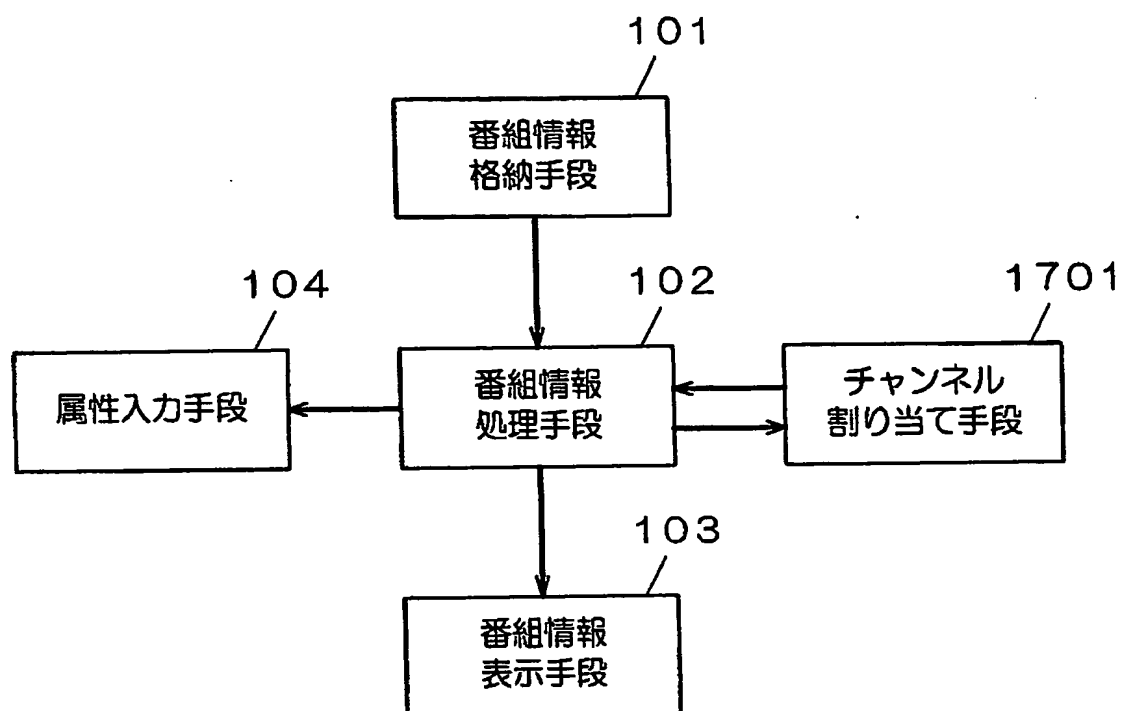 101
番組情報
格納手段
104
102
1701
属性入力手段
番組情報
処理手段
チャンネル
割り当て手段
103
番組情報
表示手段